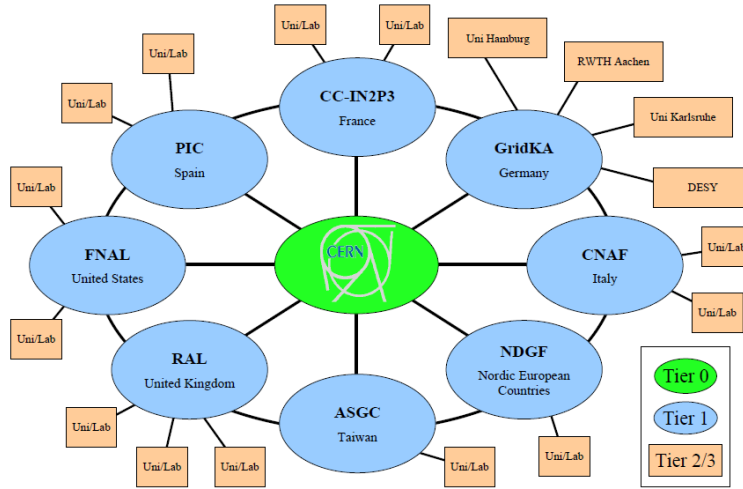 Uni/Lab
Uni/Lab
Uni Hamburg
Uni/Lab
RWTH Aachen
CC-IN2P3
France
Uni/Lab
Uni Karlsruhe
PIC
Spain
GridKA
Germany
Uni/Lab
DESY
FNAL
United States
CERN
CNAF
Italy
Uni/Lab
Uni/Lab
Uni/Lab
RAL
United Kingdom
NDGF
Nordic European
Countries
Tier 0
ASGC
Taiwan
Tier 1
Uni/Lab
Uni/Lab
Uni/Lab
Uni/Lab
Uni/Lab
Uni/Lab
Tier 2/3